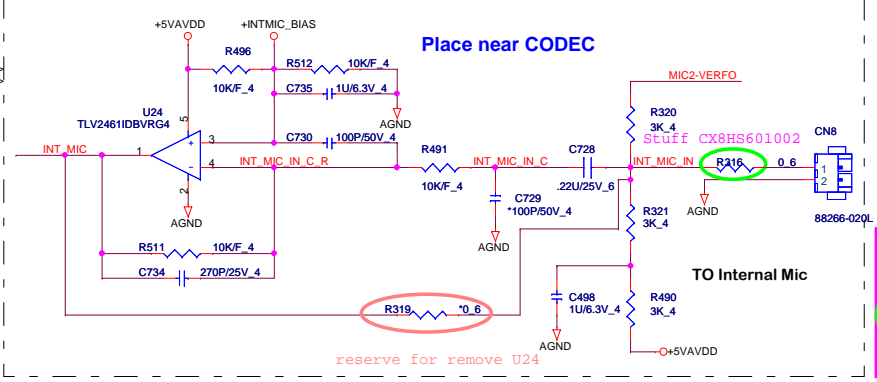 +5VAVDD
+INTMIC_BIAS
Place near CODEC
R496
10K/F_4
R512
10K/F_4
C735
1U/6.3V_4
AGND
MIC2-VERFO
U24
TLV2461IDBVRG4
5
3
+
1
4
-
2
AGND
INT_MIC
C730
100P/50V_4
INT_MIC_IN_C_R
R491
10K/F_4
INT_MIC_IN_C
C728
.22U/25V_6
C729
*100P/50V_4
AGND
R320
3K_4
Stuff CX8HS601002
INT_MIC_IN
R316
0_6
CN8
1
2
88266-020L
AGND
R321
3K_4
R511
10K/F_4
C734
270P/25V_4
TO Internal Mic
C498
1U/6.3V_4
AGND
R490
3K_4
+5VAVDD
R319
*0_6
reserve for remove U24